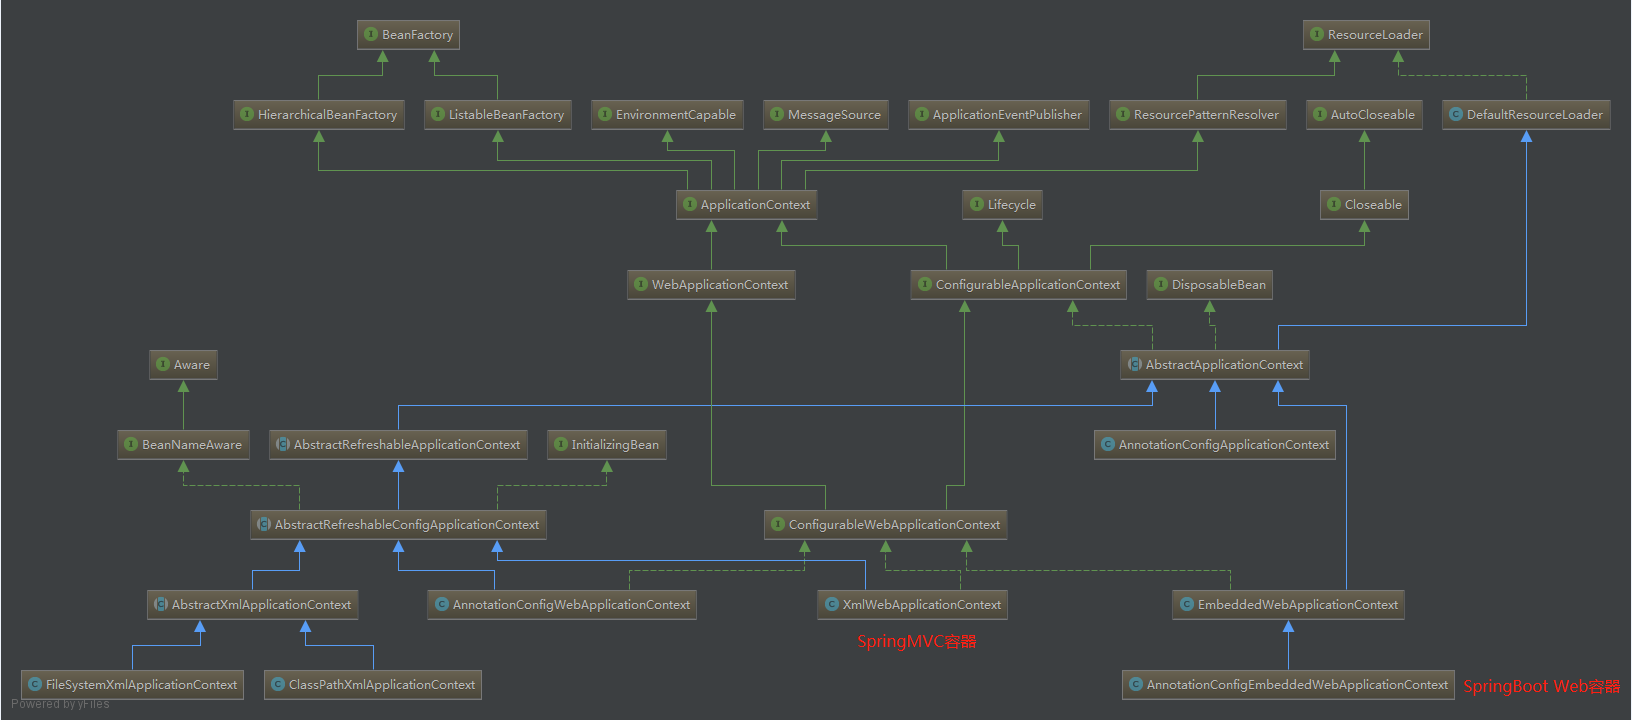 BeanFactory
ResourceLoader
HierarchicalBeanFactory
ListableBeanFactory
EnvironmentCapable
MessageSource
ApplicationEventPublisher
ResourcePatternResolver
AutoCloseable
DefaultResourceLoader
ApplicationContext
Lifecycle
Closeable
WebApplicationContext
ConfigurableApplicationContext
DisposableBean
Aware
AbstractApplicationContext
BeanNameAware
AbstractRefreshableApplicationContext
InitializingBean
AnnotationConfigApplicationContext
AbstractRefreshableConfigApplicationContext
ConfigurableWebApplicationContext
AbstractXmlApplicationContext
AnnotationConfigWebApplicationContext
XmlWebApplicationContext
EmbeddedWebApplicationContext
SpringMVC容器
FileSystemXmlApplicationContext
ClassPathXmlApplicationContext
AnnotationConfigEmbeddedWebApplicationContext
SpringBoot Web容器
Powered by yFiles